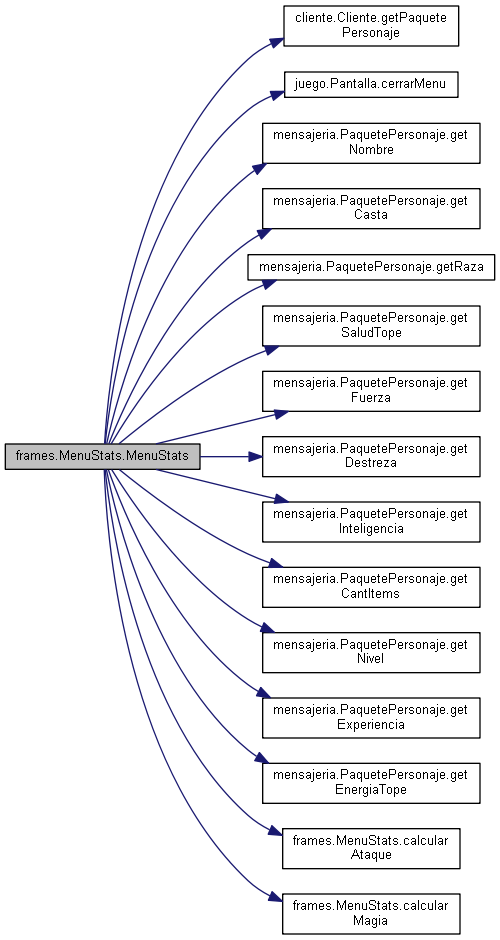 cliente.Cliente.getPaquete
Personaje
juego.Pantalla.cerrarMenu
mensajeria.PaquetePersonaje.get
Nombre
mensajeria.PaquetePersonaje.get
Casta
mensajeria.PaquetePersonaje.getRaza
mensajeria.PaquetePersonaje.get
SaludTope
mensajeria.PaquetePersonaje.get
Fuerza
frames.MenuStats.MenuStats
mensajeria.PaquetePersonaje.get
Destreza
mensajeria.PaquetePersonaje.get
Inteligencia
mensajeria.PaquetePersonaje.get
CantItems
mensajeria.PaquetePersonaje.get
Nivel
mensajeria.PaquetePersonaje.get
Experiencia
mensajeria.PaquetePersonaje.get
EnergiaTope
frames.MenuStats.calcular
Ataque
frames.MenuStats.calcular
Magia